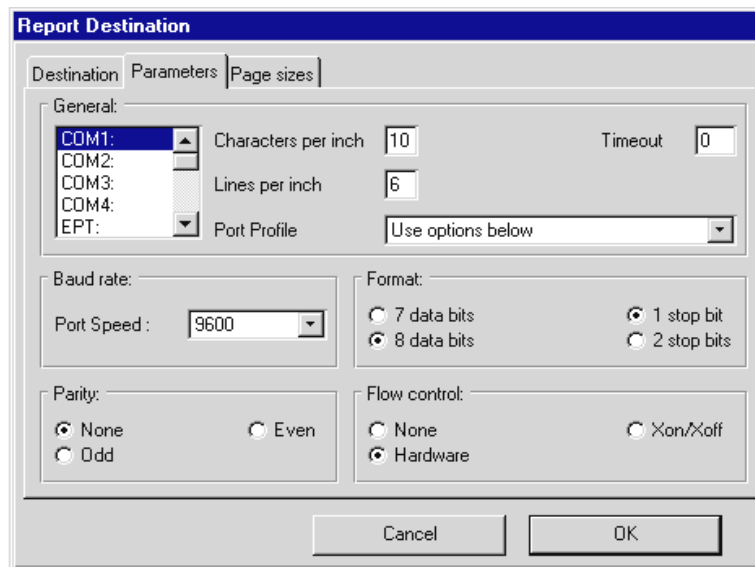 Report Destination
Destination Parameters Page sizes
General:
COM1:
COM2:
COM3:
COM4:
EPT:
Characters per inch 10 Timeout 0
Lines per inch 6
Port Profile Use options below
Baud rate:
Port Speed : 9600
Format:
7 data bits 1 stop bit
8 data bits 2 stop bits
Parity:
None Even
Odd
Flow control:
None Xon/Xoff
Hardware
Cancel OK